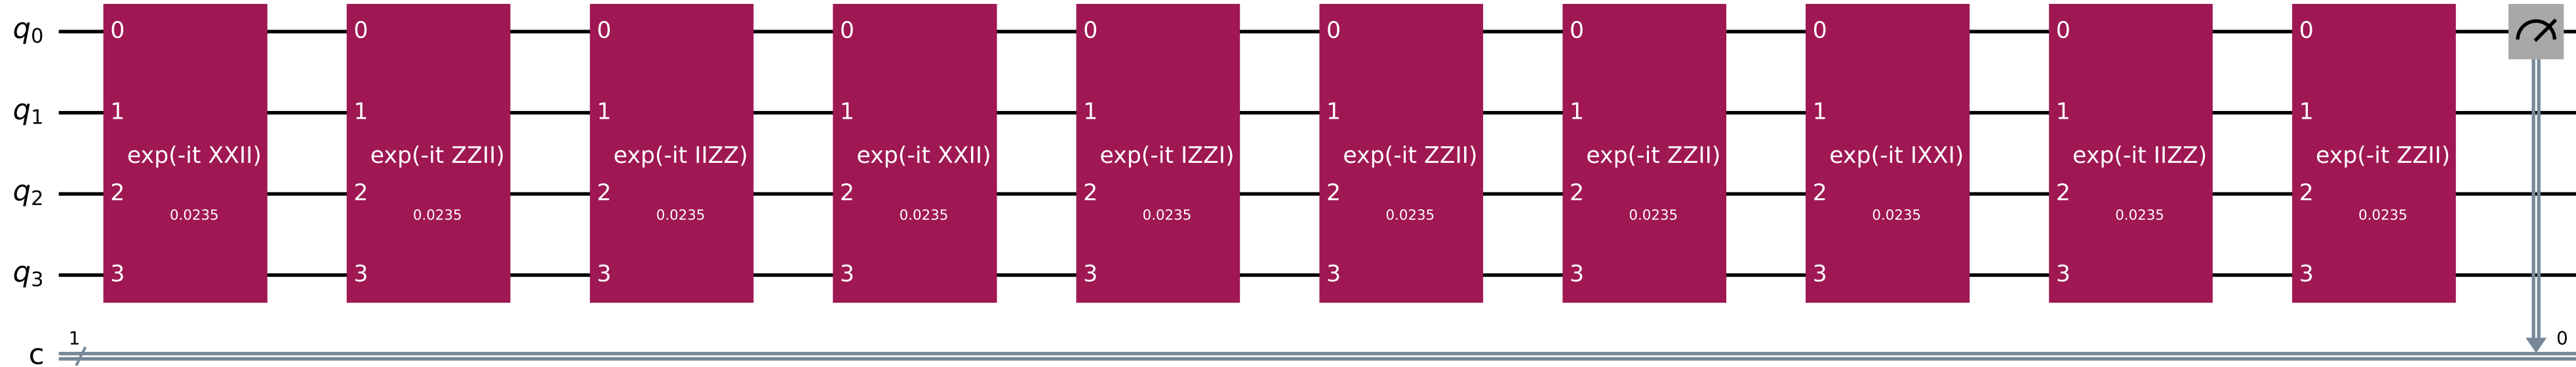 q0 0 0 0 0 0 0 0 0 0 0
q1 1 1 1 1 1 1 1 1 1 1
exp(-it XXII) exp(-it ZZII) exp(-it IIZZ) exp(-it XXII) exp(-it IZZI) exp(-it ZZII) exp(-it ZZII) exp(-it IXXI) exp(-it IIZZ) exp(-it ZZII)
q2 2 2 2 2 2 2 2 2 2 2
0.0235 0.0235 0.0235 0.0235 0.0235 0.0235 0.0235 0.0235 0.0235 0.0235
q3 3 3 3 3 3 3 3 3 3 3
1 0
c